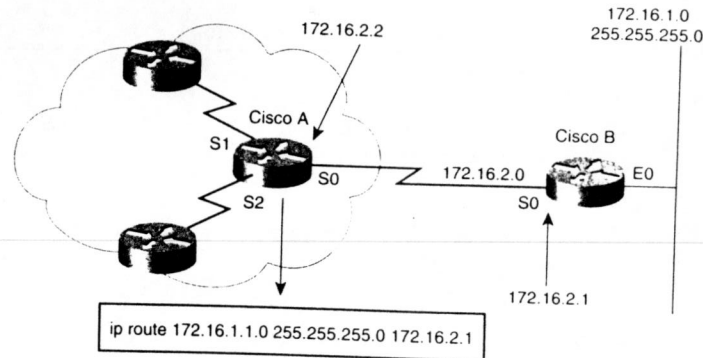 172.16.2.2
172.16.1.0
255.255.255.0
Cisco A
Cisco B
S1
S0
172.16.2.0
E0
S2
S0
172.16.2.1
ip route 172.16.1.1.0 255.255.255.0 172.16.2.1